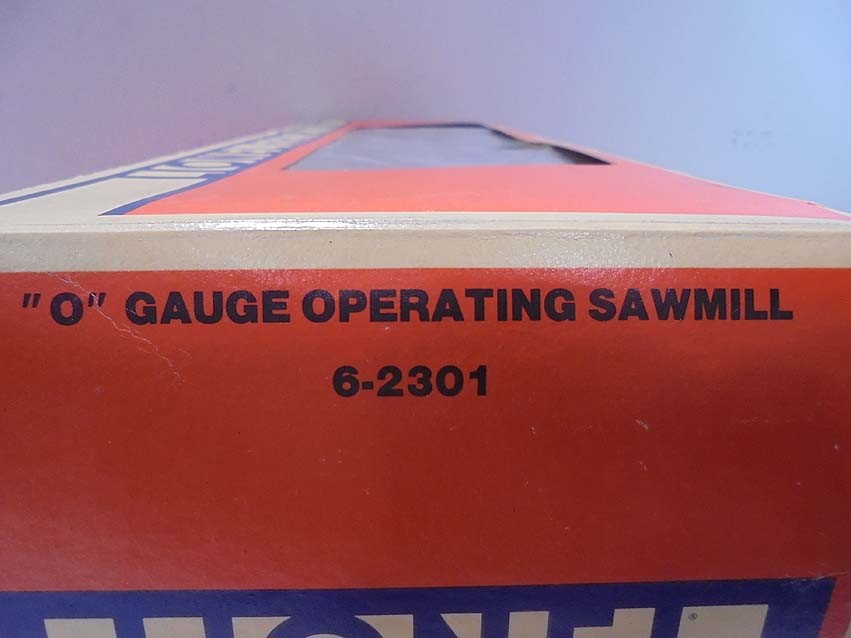 "O" GAUGE OPERATING SAWMILL
6-2301